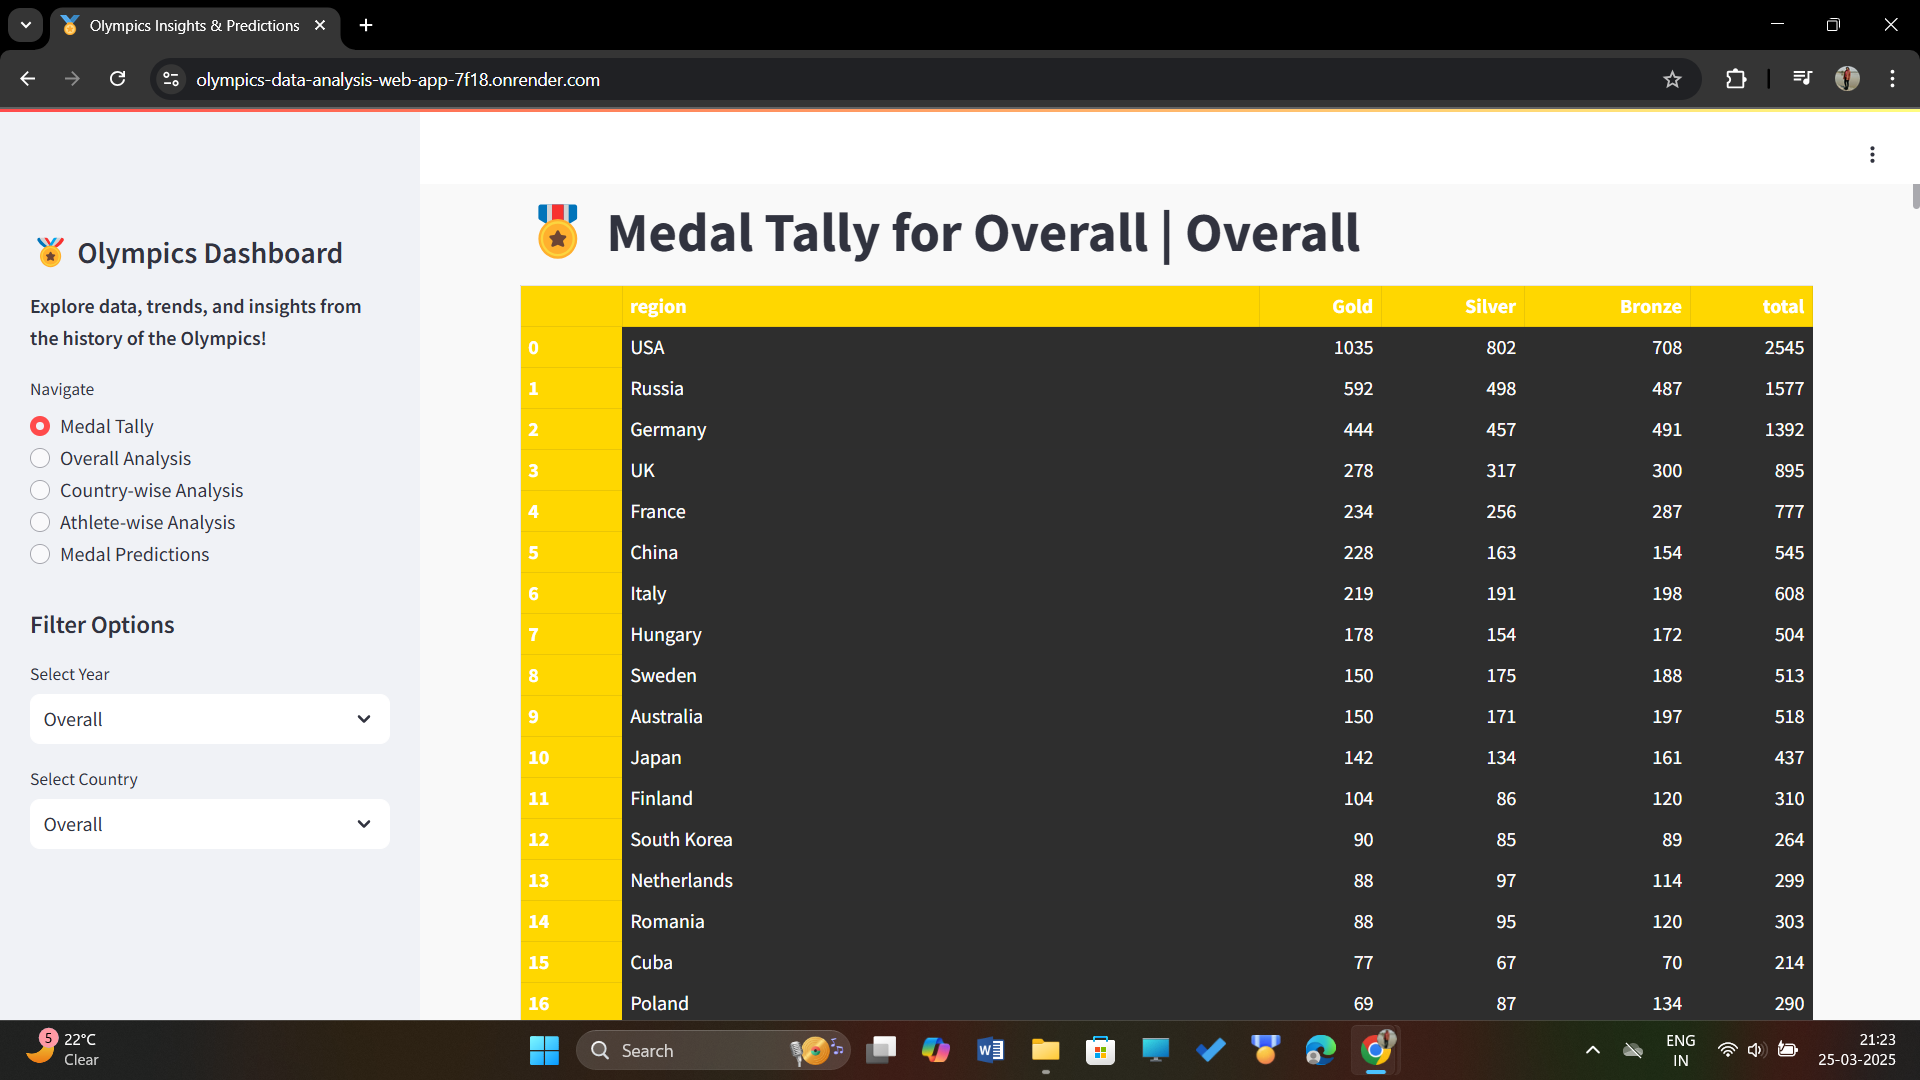 Olympics Insights & Predictions
olympics-data-analysis-web-app-7f18.onrender.com
Olympics Dashboard
Explore data, trends, and insights from
the history of the Olympics!
Navigate
Medal Tally
Overall Analysis
Country-wise Analysis
Athlete-wise Analysis
Medal Predictions
Filter Options
Select Year
Overall
Select Country
Overall
Medal Tally for Overall | Overall
region Gold Silver Bronze total
0 USA 1035 802 708 2545
1 Russia 592 498 487 1577
2 Germany 444 457 491 1392
3 UK 278 317 300 895
4 France 234 256 287 777
5 China 228 163 154 545
6 Italy 219 191 198 608
7 Hungary 178 154 172 504
8 Sweden 150 175 188 513
9 Australia 150 171 197 518
10 Japan 142 134 161 437
11 Finland 104 86 120 310
12 South Korea 90 85 89 264
13 Netherlands 88 97 114 299
14 Romania 88 95 120 303
15 Cuba 77 67 70 214
16 Poland 69 87 134 290
5
22°C
Clear
Search
W
ENG
IN
21:23
25-03-2025